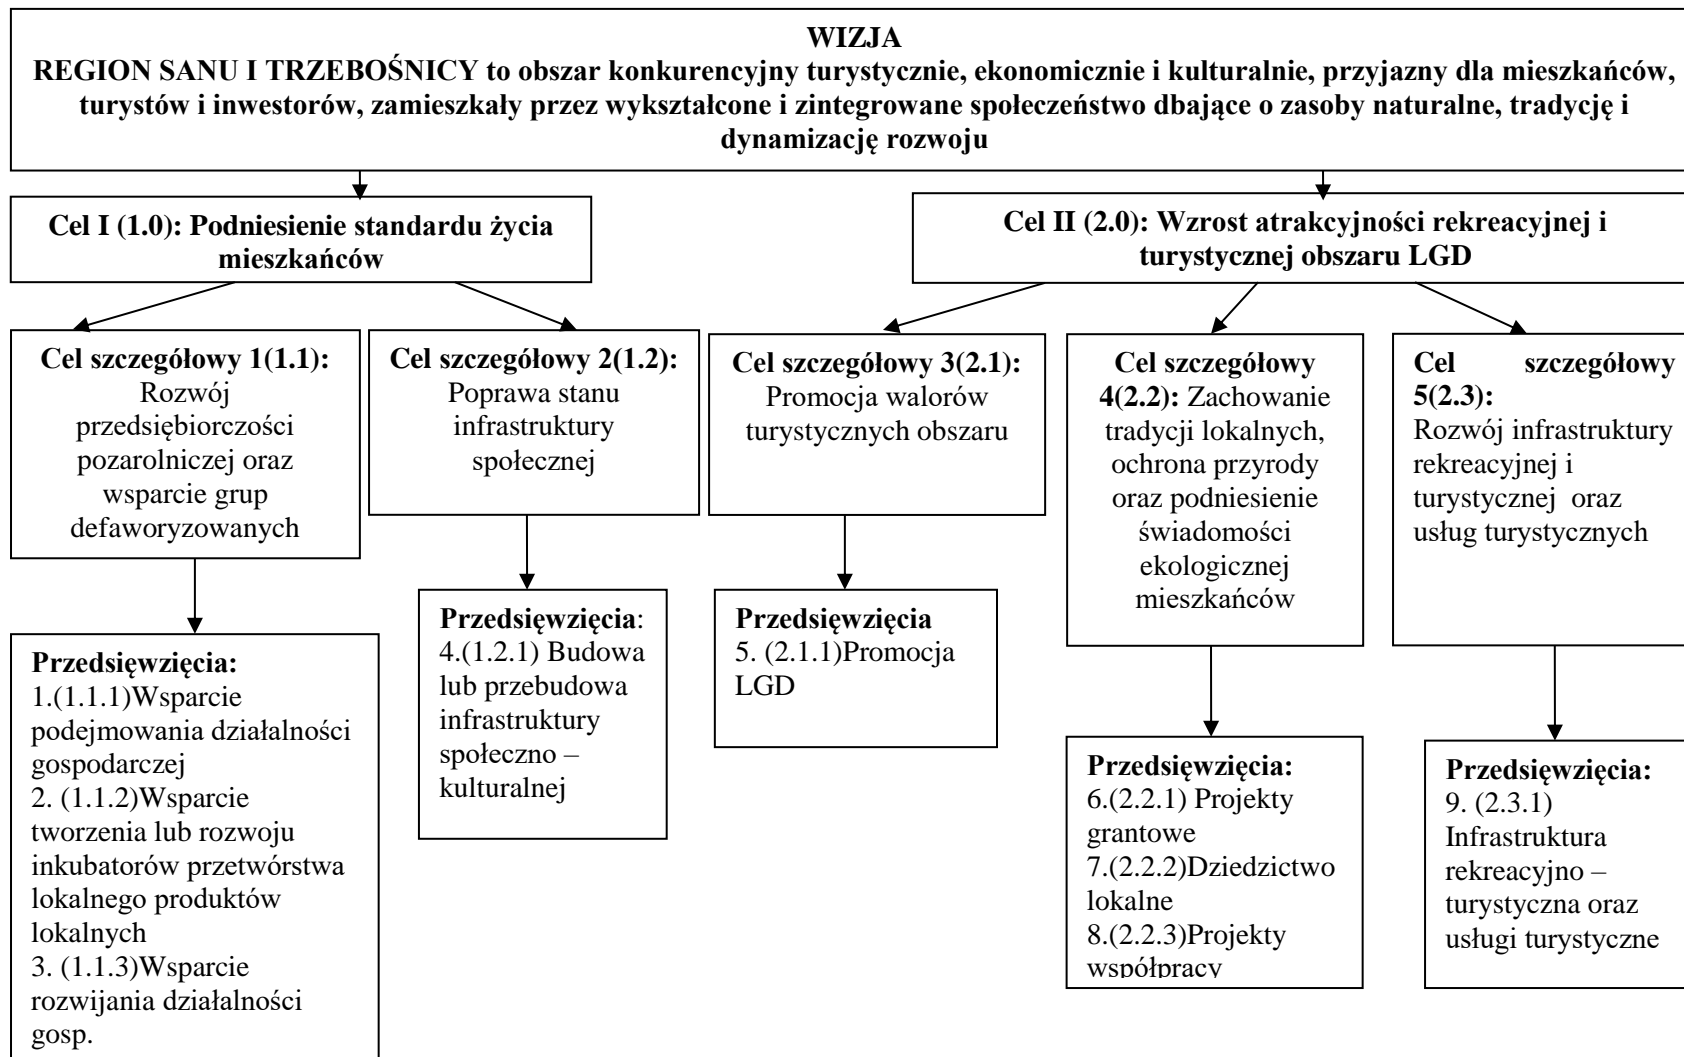 WIZJA
REGION SANU I TRZEBOŚNICY to obszar konkurencyjny turystycznie, ekonomicznie i kulturalnie, przyjazny dla mieszkańców,
turystów i inwestorów, zamieszkały przez wykształcone i zintegrowane społeczeństwo dbające o zasoby naturalne, tradycję i
dynamizację rozwoju
Cel I (1.0): Podniesienie standardu życia
mieszkańców
Cel II (2.0): Wzrost atrakcyjności rekreacyjnej i
turystycznej obszaru LGD
Cel szczegółowy 1(1.1):
Rozwój
przedsiębiorczości
pozarolniczej oraz
wsparcie grup
defaworyzowanych
Cel szczegółowy 2(1.2):
Poprawa stanu
infrastruktury
społecznej
Cel szczegółowy 3(2.1):
Promocja walorów
turystycznych obszaru
Cel szczegółowy
4(2.2): Zachowanie
tradycji lokalnych,
ochrona przyrody
oraz podniesienie
świadomości
ekologicznej
mieszkańców
Cel szczegółowy
5(2.3):
Rozwój infrastruktury
rekreacyjnej i
turystycznej oraz
usług turystycznych
Przedsięwzięcia:
1.(1.1.1)Wsparcie
podejmowania działalności
gospodarczej
2. (1.1.2)Wsparcie
tworzenia lub rozwoju
inkubatorów przetwórstwa
lokalnego produktów
lokalnych
3. (1.1.3)Wsparcie
rozwijania działalności
gosp.
Przedsięwzięcia:
4.(1.2.1) Budowa
lub przebudowa
infrastruktury
społeczno –
kulturalnej
Przedsięwzięcia
5. (2.1.1)Promocja
LGD
Przedsięwzięcia:
6.(2.2.1) Projekty
grantowe
7.(2.2.2)Dziedzictwo
lokalne
8.(2.2.3)Projekty
współpracy
Przedsięwzięcia:
9. (2.3.1)
Infrastruktura
rekreacyjno –
turystyczna oraz
usługi turystyczne